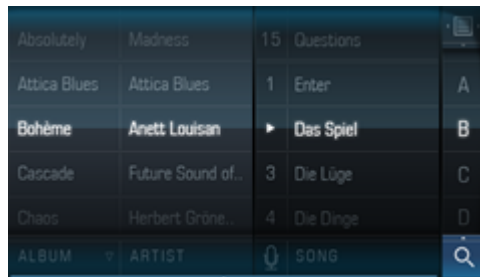 Absolutely Madness 15 Questions
Attica Blues Attica Blues 1 Enter A
Bohème Anett Louisan Das Spiel B
Cascade Future Sound of.. 3 Die Lüge C
Chaos Herbert Gröne.. 4 Die Dinge D
ALBUM ARTIST SONG